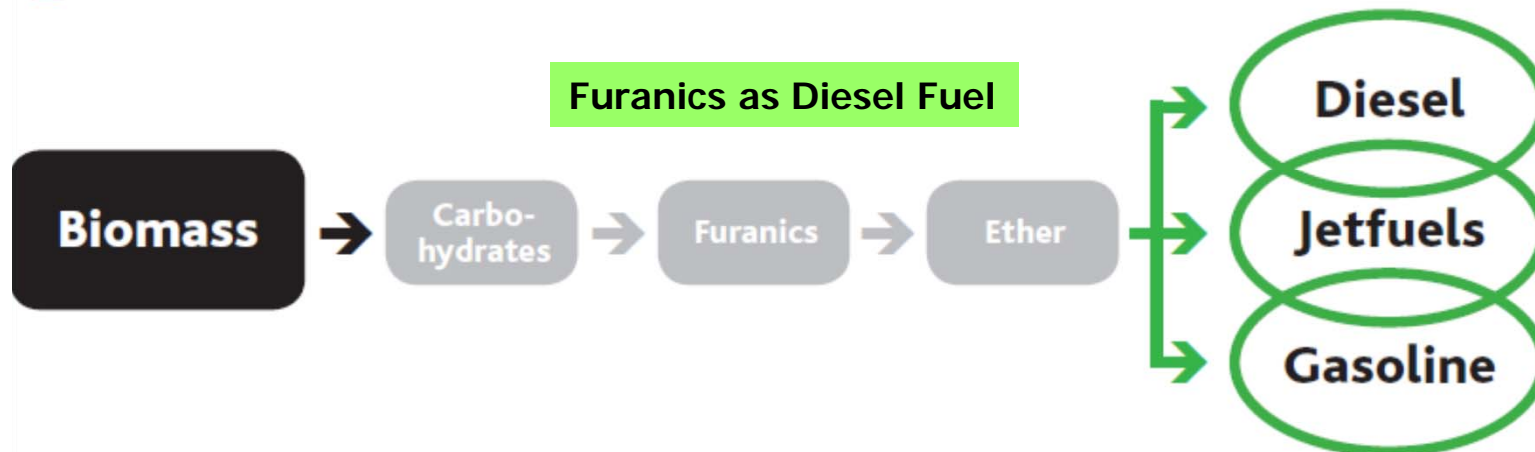 Furanics as Diesel Fuel
Biomass
Carbo-
hydrates
Furanics
Ether
Diesel
Jetfuels
Gasoline